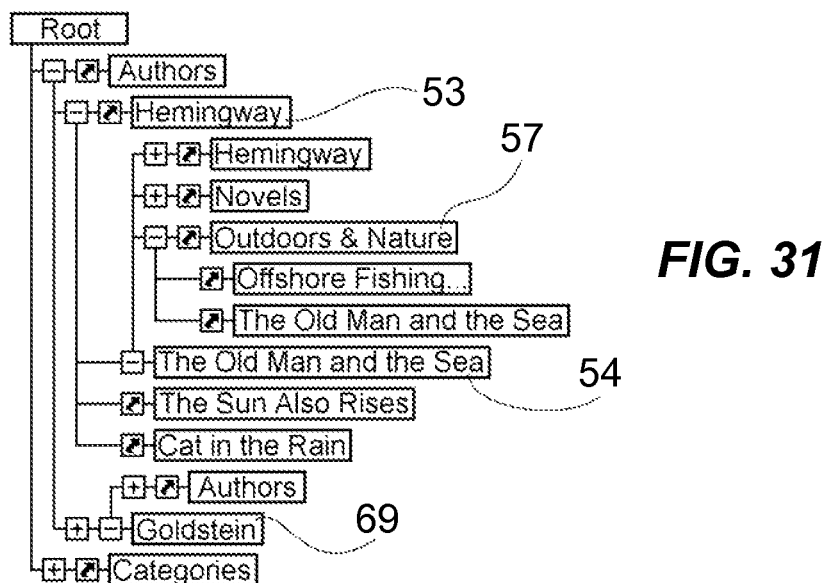 Root
Authors
Hemingway
53
Hemingway
57
Novels
Outdoors & Nature
FIG. 31
Offshore Fishing...
The Old Man and the Sea
The Old Man and the Sea
54
The Sun Also Rises
Cat in the Rain
Authors
Goldstein
69
Categories